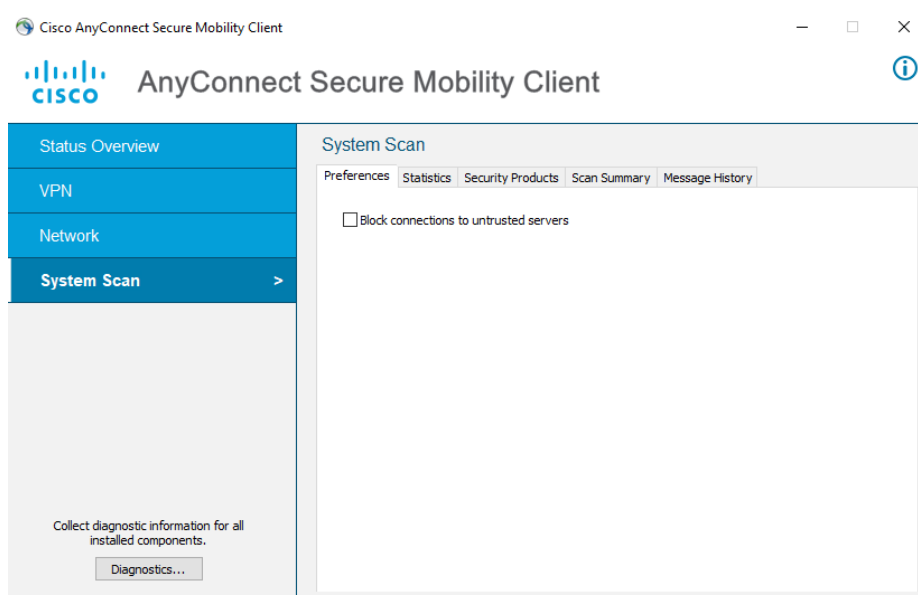 Cisco AnyConnect Secure Mobility Client
CISCO
AnyConnect Secure Mobility Client
Status Overview
VPN
Network
System Scan >
System Scan
Preferences Statistics Security Products Scan Summary Message History
Block connections to untrusted servers
Collect diagnostic information for all
installed components.
Diagnostics...